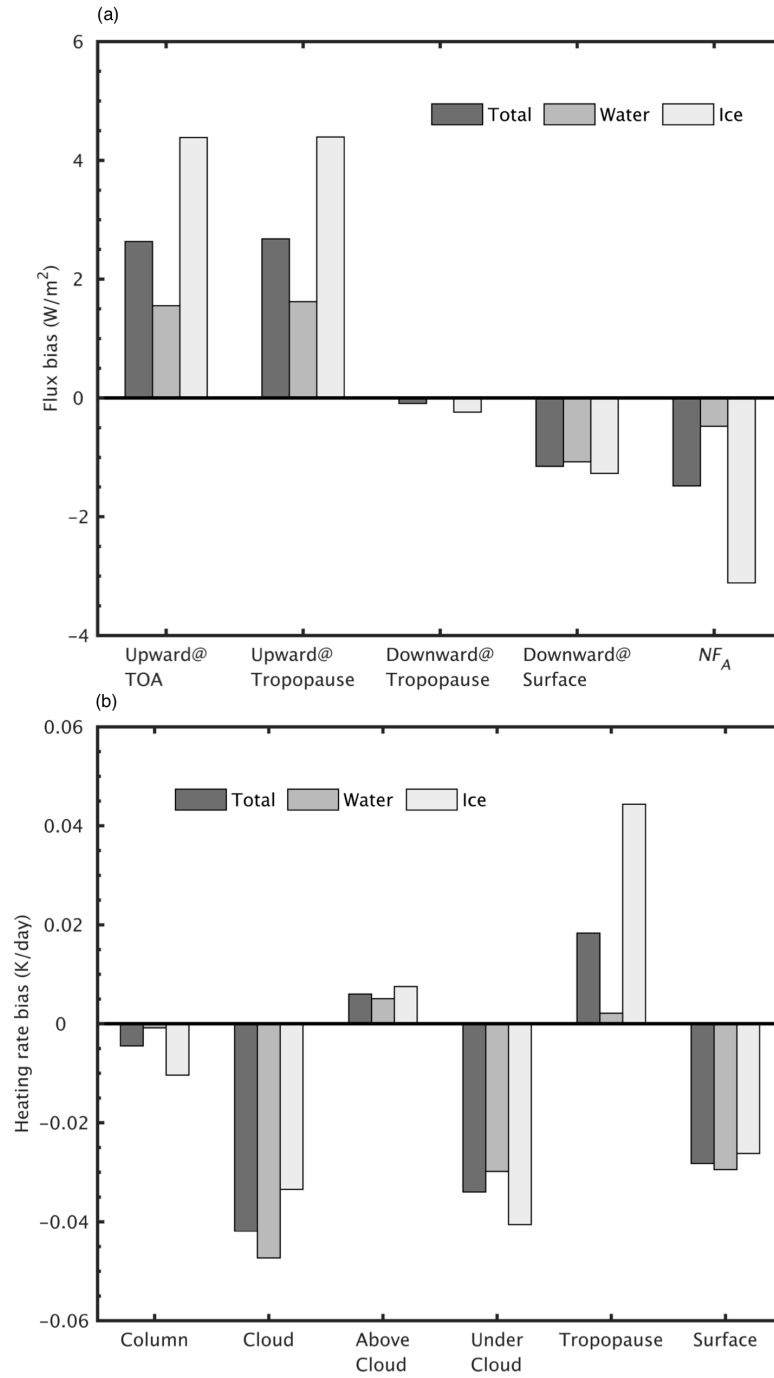 (a)
6
4
2
0
−2
−4
Flux bias (W/m²)
Total Water Ice
Upward@ Upward@ Downward@ Downward@ NF_A
TOA Tropopause Tropopause Surface
(b)
0.06
0.04
0.02
0
−0.02
−0.04
−0.06
Heating rate bias (K/day)
Total Water Ice
Column Cloud Above Under Tropopause Surface
Cloud Cloud